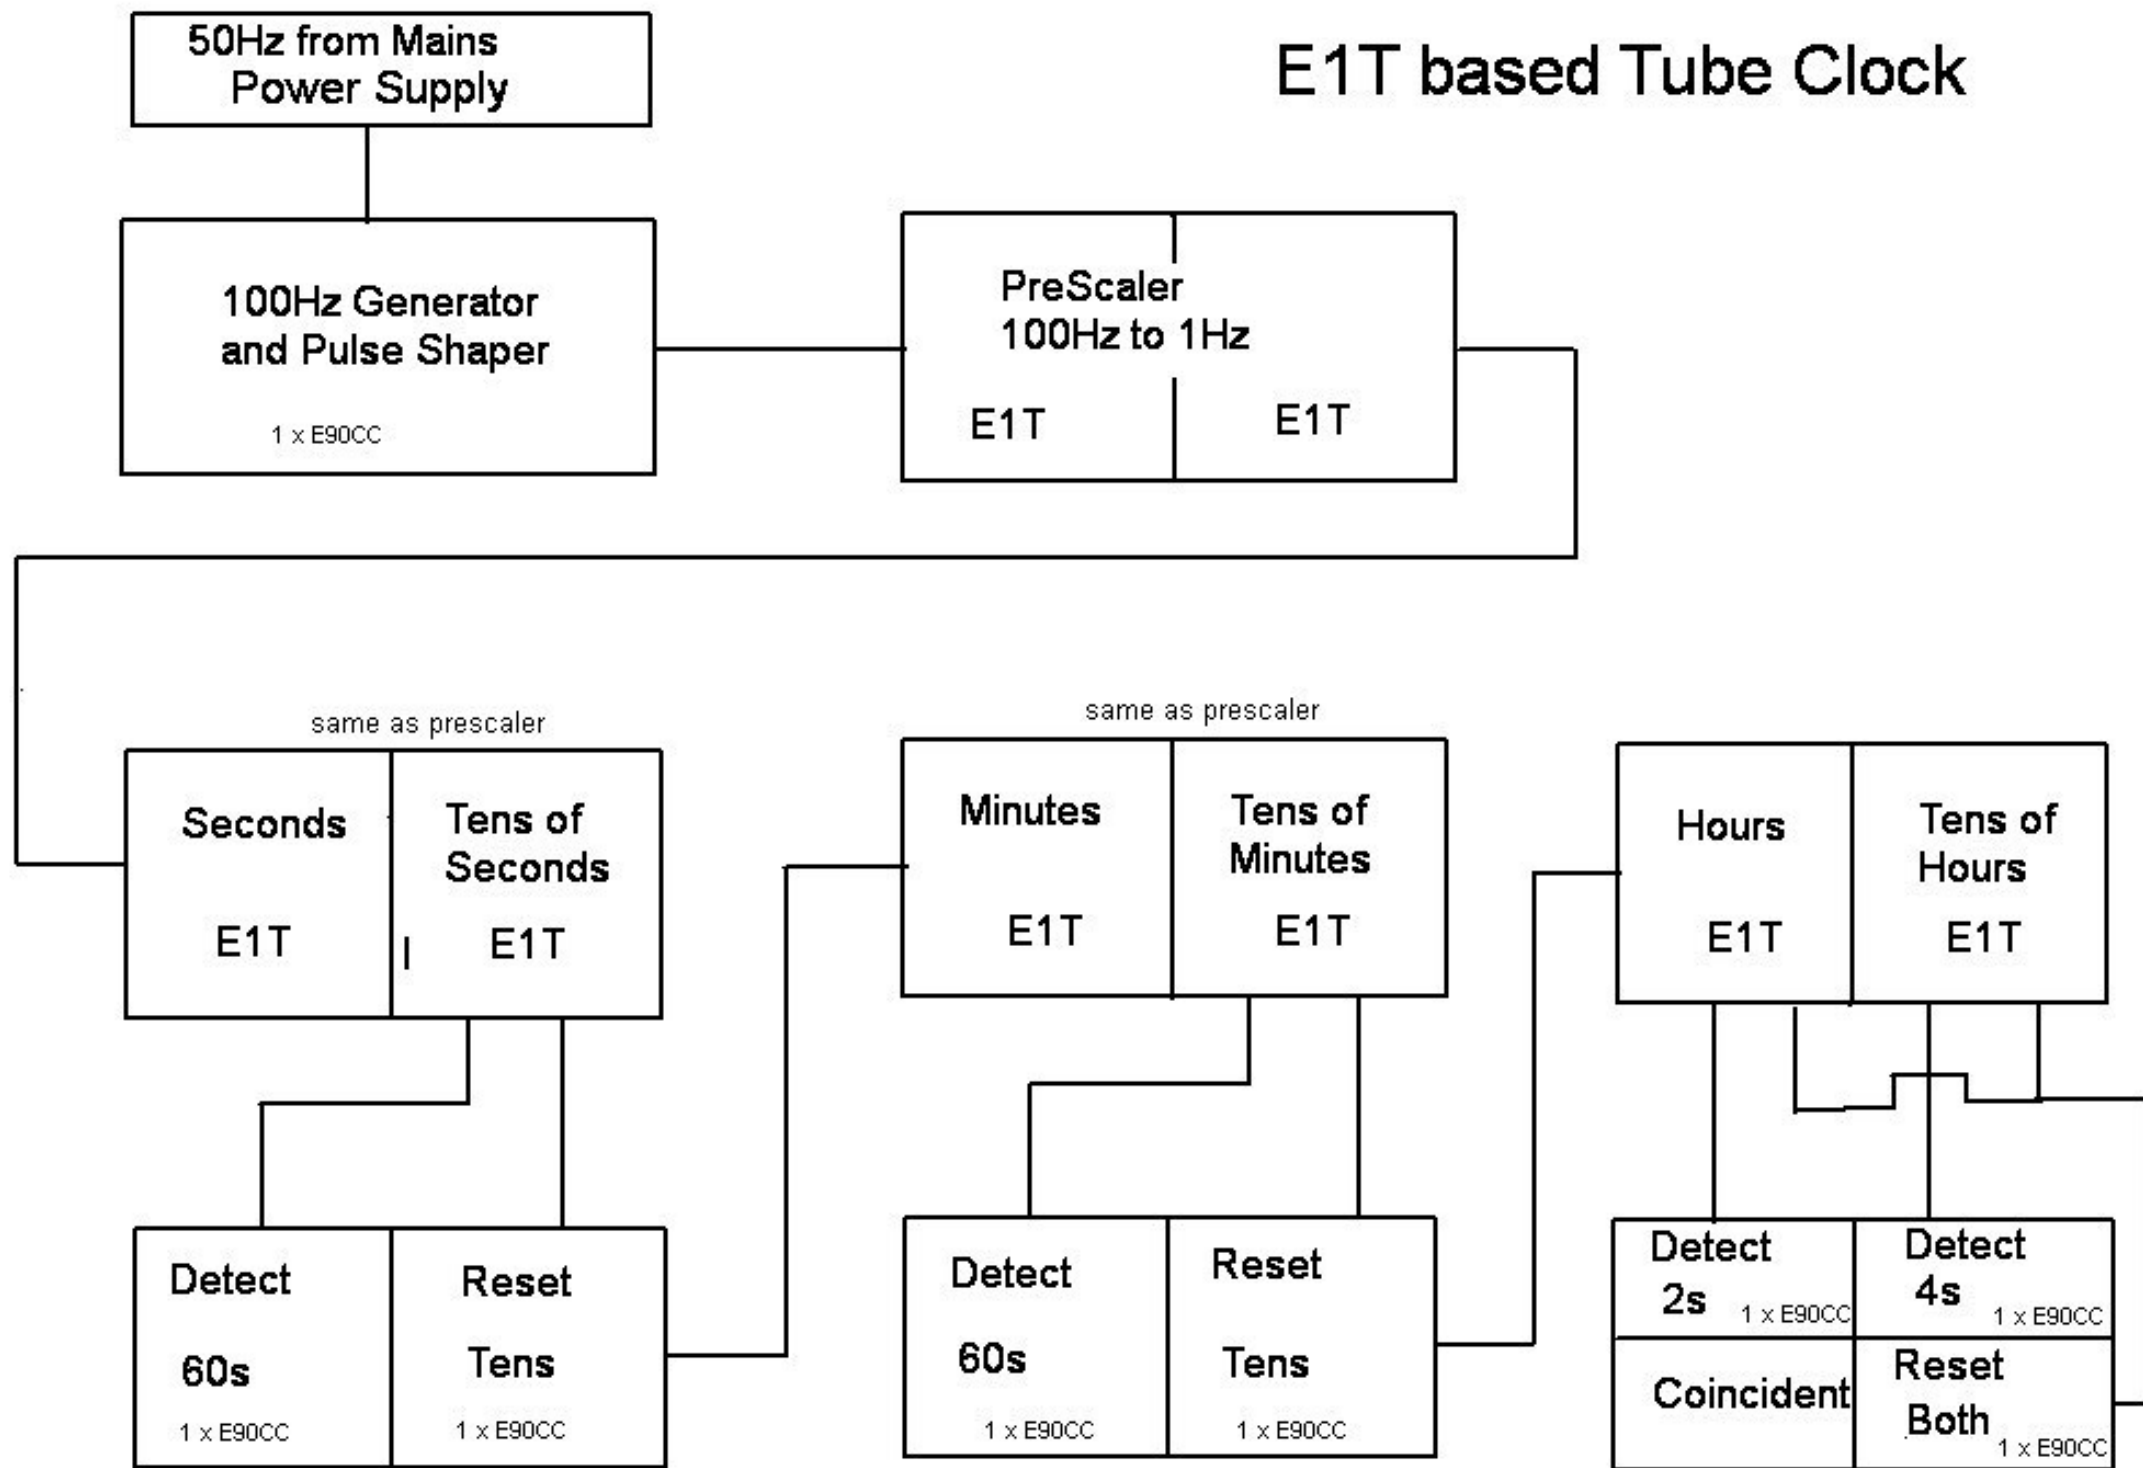 50Hz from Mains
Power Supply
E1T based Tube Clock
100Hz Generator
and Pulse Shaper
1 x E90CC
PreScaler
100Hz to 1Hz
E1T
E1T
same as prescaler
Seconds
E1T
Tens of
Seconds
E1T
same as prescaler
Minutes
E1T
Tens of
Minutes
E1T
Hours
E1T
Tens of
Hours
E1T
Detect
60s
1 x E90CC
Reset
Tens
1 x E90CC
Detect
60s
1 x E90CC
Reset
Tens
1 x E90CC
Detect
2s 1 x E90CC
Detect
4s 1 x E90CC
Coincident
Reset
Both
1 x E90CC